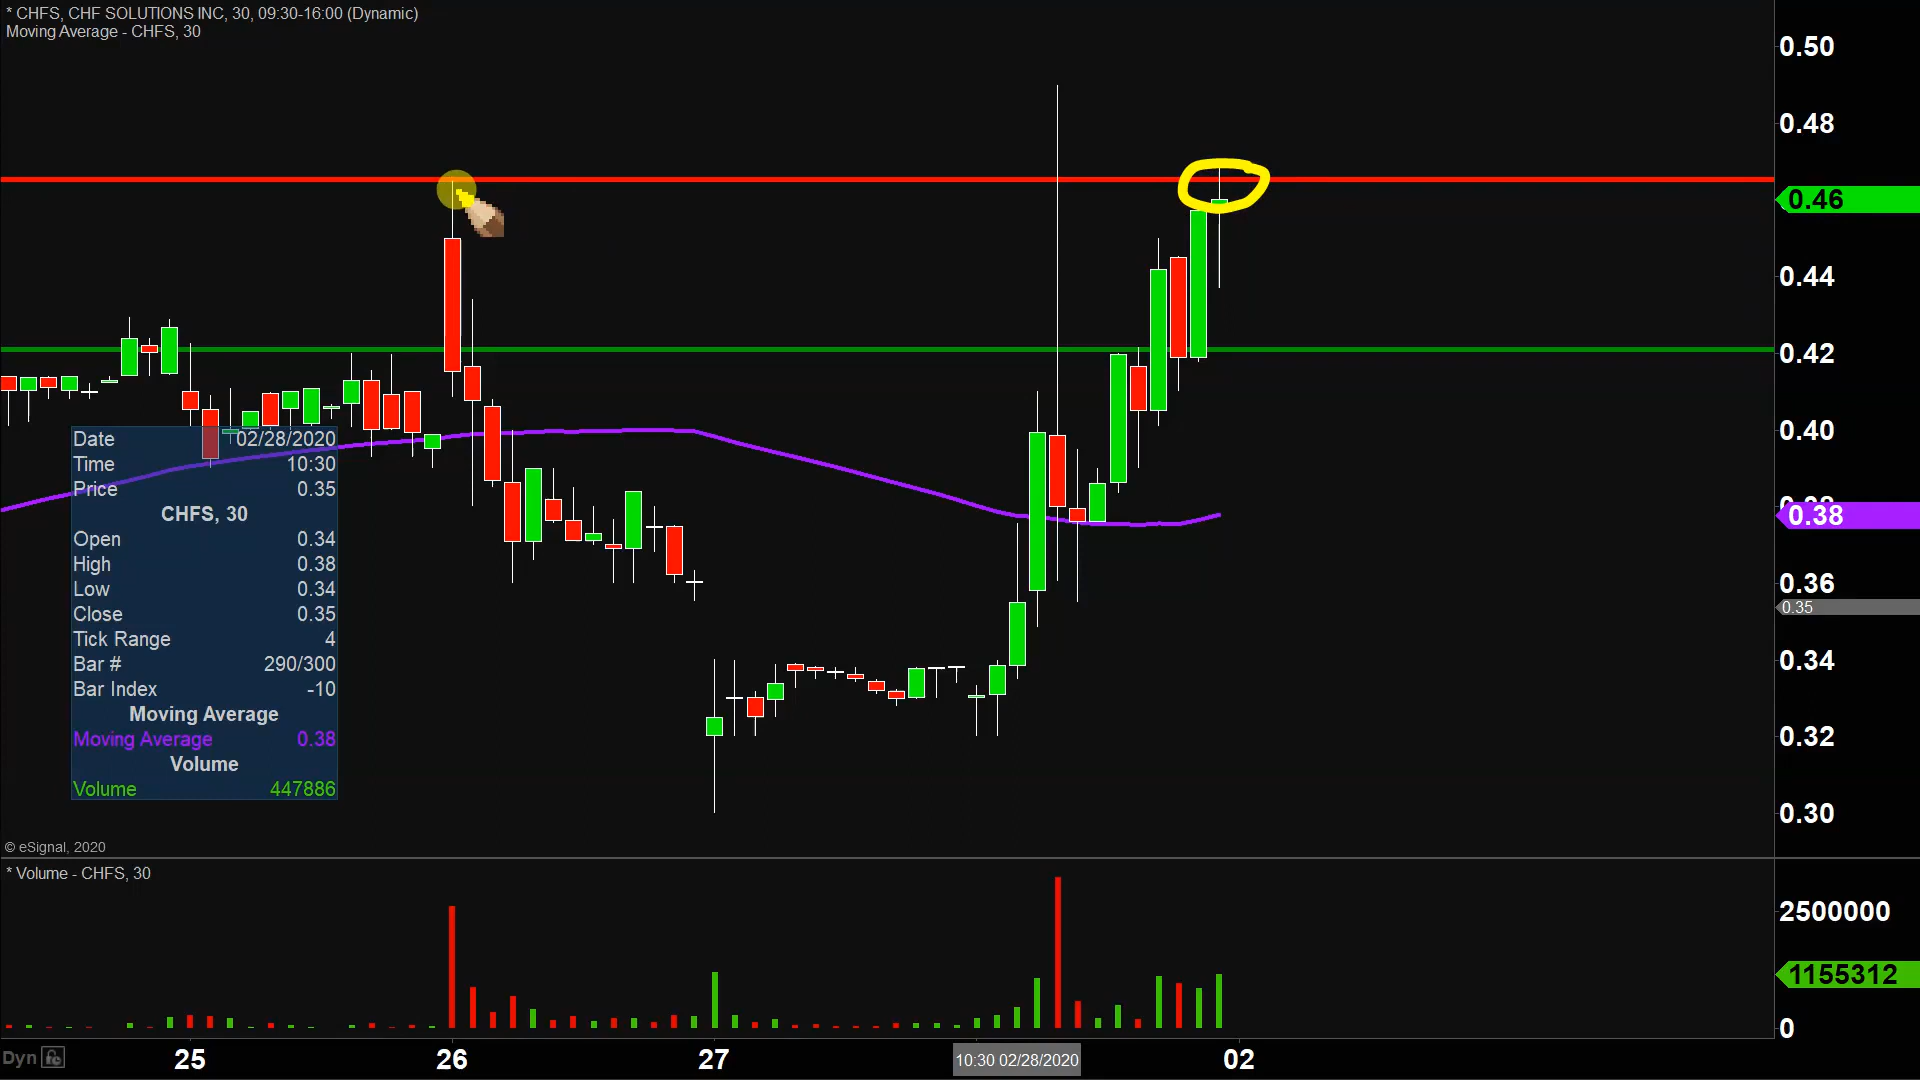 * CHFS, CHF SOLUTIONS INC, 30, 09:30-16:00 (Dynamic)
Moving Average - CHFS, 30
0.50
0.48
0.46
0.44
0.42
0.40
0.38
0.36
0.35
0.34
0.32
0.30
Date 02/28/2020
Time 10:30
Price 0.35
CHFS, 30
Open 0.34
High 0.38
Low 0.34
Close 0.35
Tick Range 4
Bar # 290/300
Bar Index -10
Moving Average
Moving Average 0.38
Volume
Volume 447886
© eSignal, 2020
* Volume - CHFS, 30
2500000
1155312
0
Dyn
25 26 27 10:30 02/28/2020 02